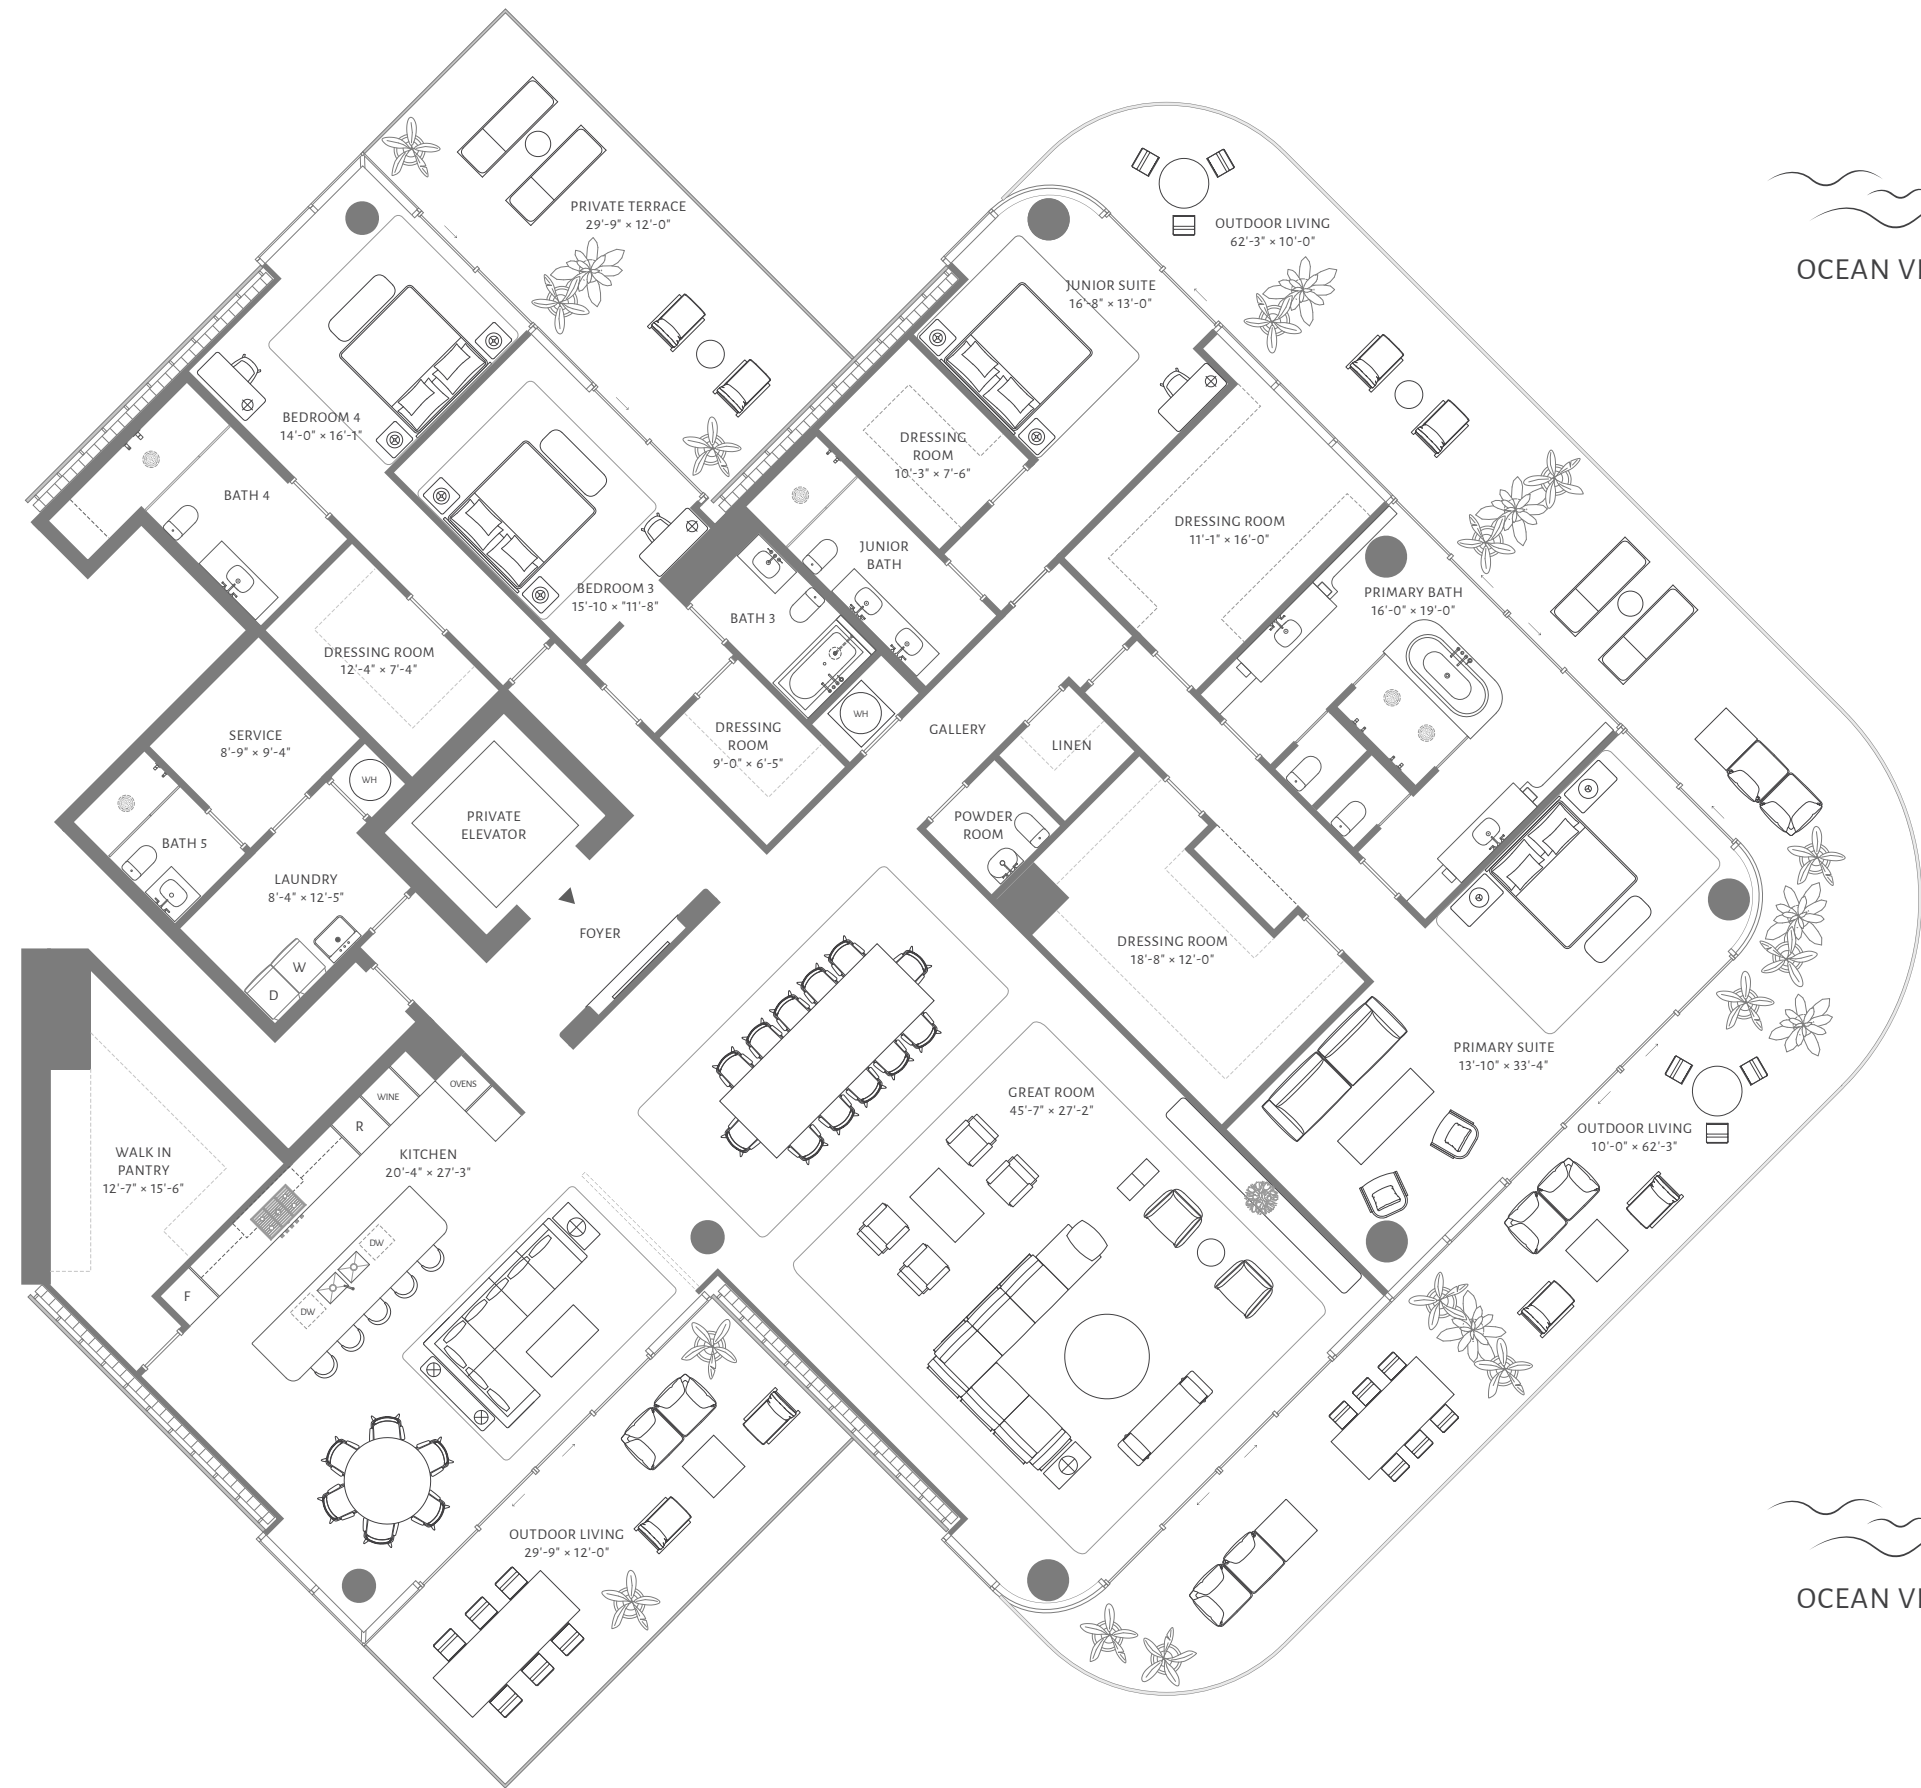 PRIVATE TERRACE
29'-9" × 12'-0"
OUTDOOR LIVING
62'-3" × 10'-0"
OCEAN VI
JUNIOR SUITE
16'-8" × 13'-0"
BEDROOM 4
14'-0" × 16'-1"
DRESSING
ROOM
10'-3" × 7'-6"
BATH 4
DRESSING ROOM
11'-1" × 16'-0"
JUNIOR
BATH
BEDROOM 3
15'-10 × "11'-8"
PRIMARY BATH
16'-0" × 19'-0"
BATH 3
DRESSING ROOM
12'-4" × 7'-4"
WH
SERVICE
8'-9" × 9'-4"
DRESSING
ROOM
9'-0" × 6'-5"
GALLERY
LINEN
WH
PRIVATE
ELEVATOR
POWDER
ROOM
BATH 5
LAUNDRY
8'-4" × 12'-5"
FOYER
DRESSING ROOM
18'-8" × 12'-0"
W
D
PRIMARY SUITE
13'-10" × 33'-4"
OVENS
WINE
R
GREAT ROOM
45'-7" × 27'-2"
OUTDOOR LIVING
10'-0" × 62'-3"
WALK IN
PANTRY
12'-7" × 15'-6"
KITCHEN
20'-4" × 27'-3"
DW
DW
F
OUTDOOR LIVING
29'-9" × 12'-0"
OCEAN VI